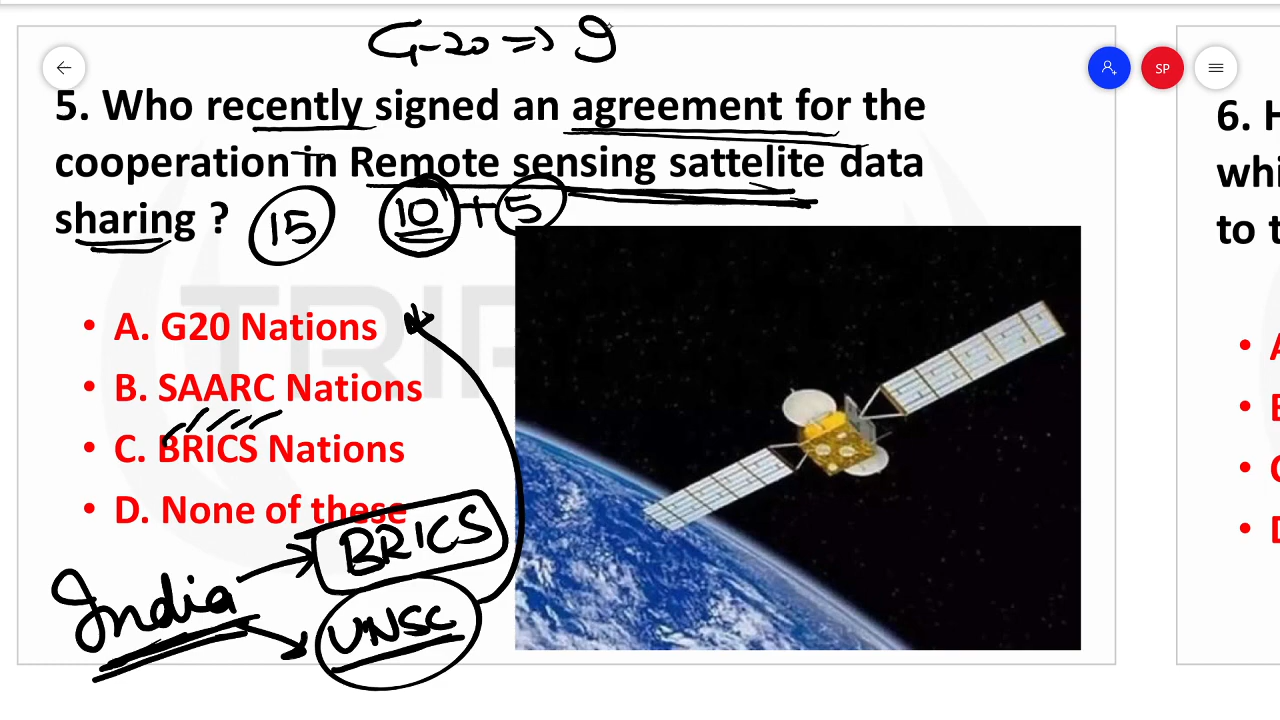 G-20 => I
SP
5. Who recently signed an agreement for the
cooperation in Remote sensing sattelite data
sharing ?
15
10 + 5
A. G20 Nations
B. SAARC Nations
C. BRICS Nations
D. None of these
India
BRICS
UNSC
6. H
whi
to t